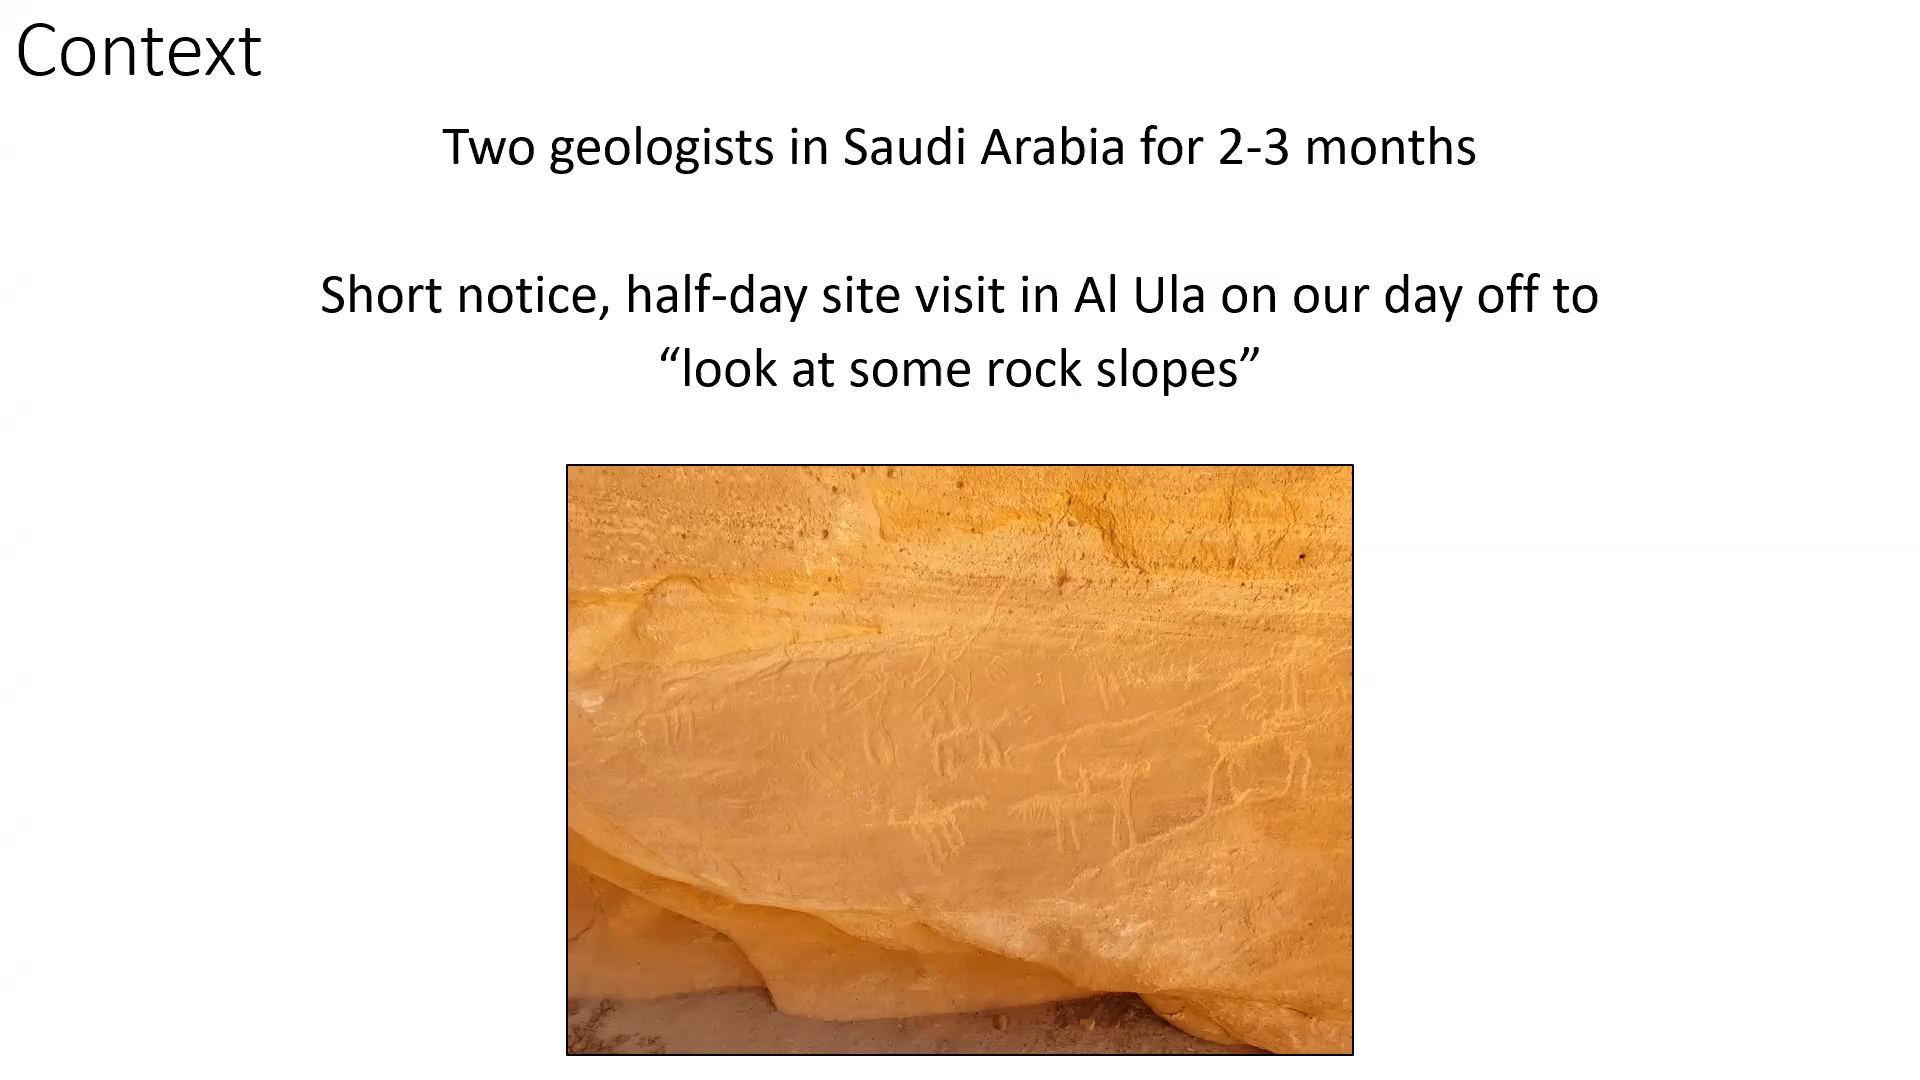 Context
Two geologists in Saudi Arabia for 2-3 months
Short notice, half-day site visit in Al Ula on our day off to
“look at some rock slopes”